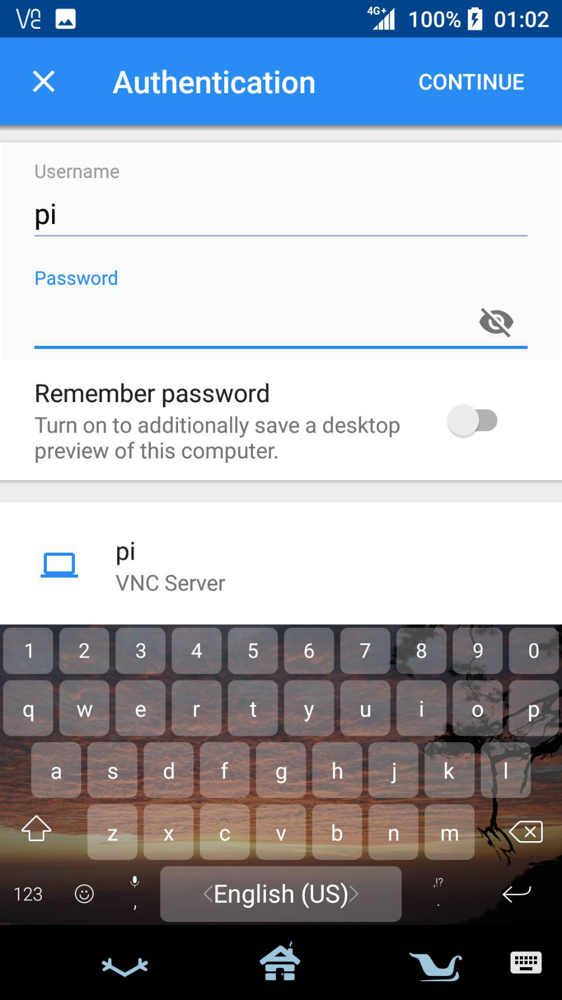 VNC 4G+ 100% 01:02
Authentication CONTINUE
Username
pi
Password
Remember password
Turn on to additionally save a desktop
preview of this computer.
pi
VNC Server
1 2 3 4 5 6 7 8 9 0
q w e r t y u i o p
a s d f g h j k l
z x c v b n m
123 , English (US) ,!? .